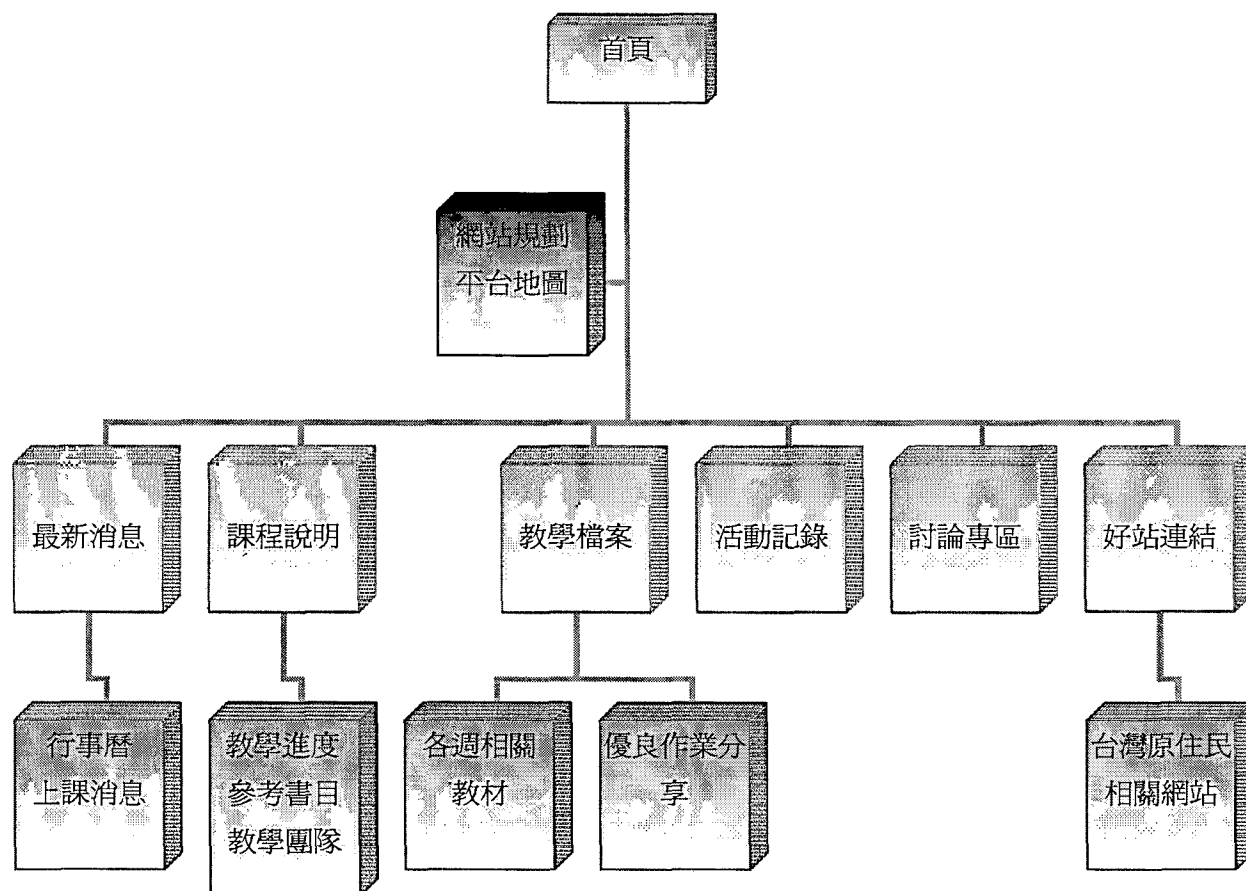 首頁
網站規劃
平台地圖
最新消息
課程說明
教學檔案
活動記錄
討論專區
好站連結
行事曆
上課消息
教學進度
參考書目
教學團隊
各週相關
教材
優良作業分
享
台灣原住民
相關網站